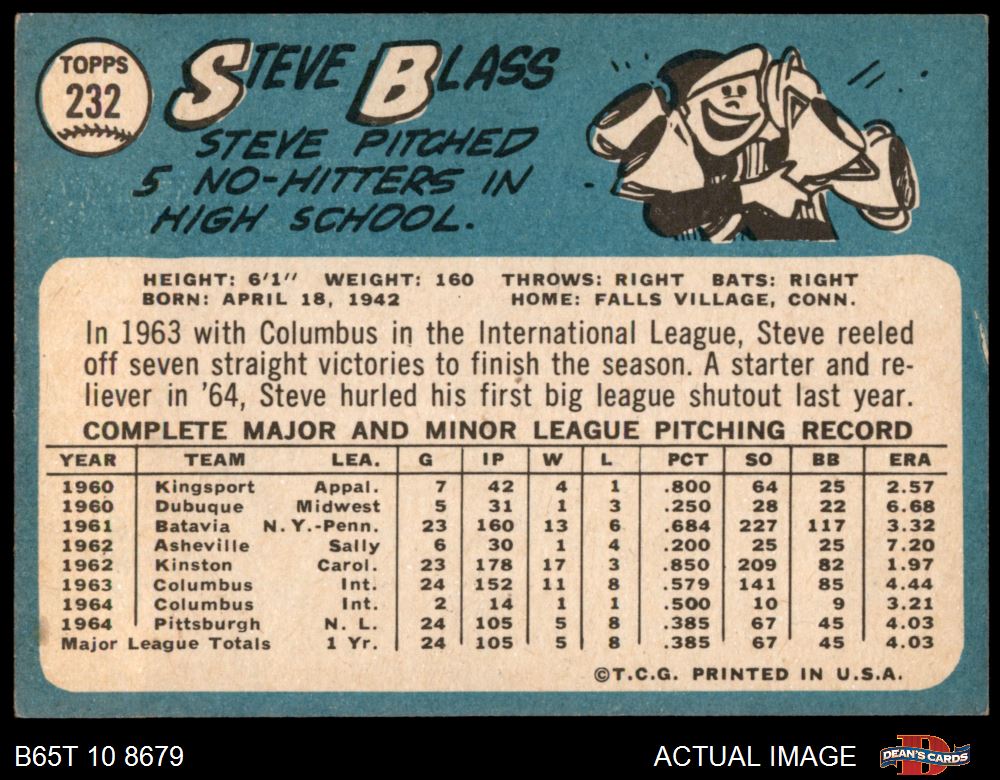 TOPPS
232
STEVE BLASS
STEVE PITCHED
5 NO-HITTERS IN
HIGH SCHOOL.
HEIGHT: 6'1" WEIGHT: 160 THROWS: RIGHT BATS: RIGHT
BORN: APRIL 18, 1942 HOME: FALLS VILLAGE, CONN.
In 1963 with Columbus in the International League, Steve reeled
off seven straight victories to finish the season. A starter and re-
liever in '64, Steve hurled his first big league shutout last year.
COMPLETE MAJOR AND MINOR LEAGUE PITCHING RECORD
YEAR TEAM LEA. G IP W L PCT SO BB ERA
1960 Kingsport Appal. 7 42 4 1 .800 64 25 2.57
1960 Dubuque Midwest 5 31 1 3 .250 28 22 6.68
1961 Batavia N.Y.-Penn. 23 160 13 6 .684 227 117 3.32
1962 Asheville Sally 6 30 1 4 .200 25 25 7.20
1962 Kinston Carol. 23 178 17 3 .850 209 82 1.97
1963 Columbus Int. 24 152 11 8 .579 141 85 4.44
1964 Columbus Int. 2 14 1 1 .500 10 9 3.21
1964 Pittsburgh N. L. 24 105 5 8 .385 67 45 4.03
Major League Totals 1 Yr. 24 105 5 8 .385 67 45 4.03
©T.C.G. PRINTED IN U.S.A.
B65T 10 8679 ACTUAL IMAGE DEAN'S CARDS